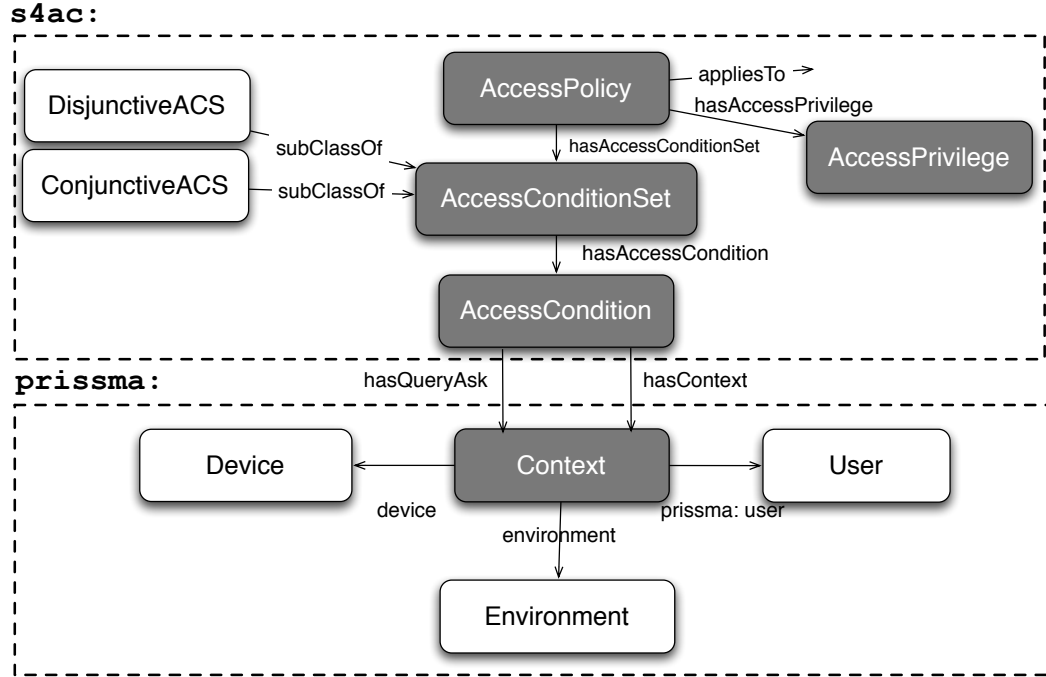 s4ac:
AccessPolicy
appliesTo
DisjunctiveACS
hasAccessPrivilege
subClassOf
hasAccessConditionSet
AccessPrivilege
ConjunctiveACS
subClassOf
AccessConditionSet
hasAccessCondition
AccessCondition
prissma:
hasQueryAsk
hasContext
Device
Context
User
device
prissma: user
environment
Environment